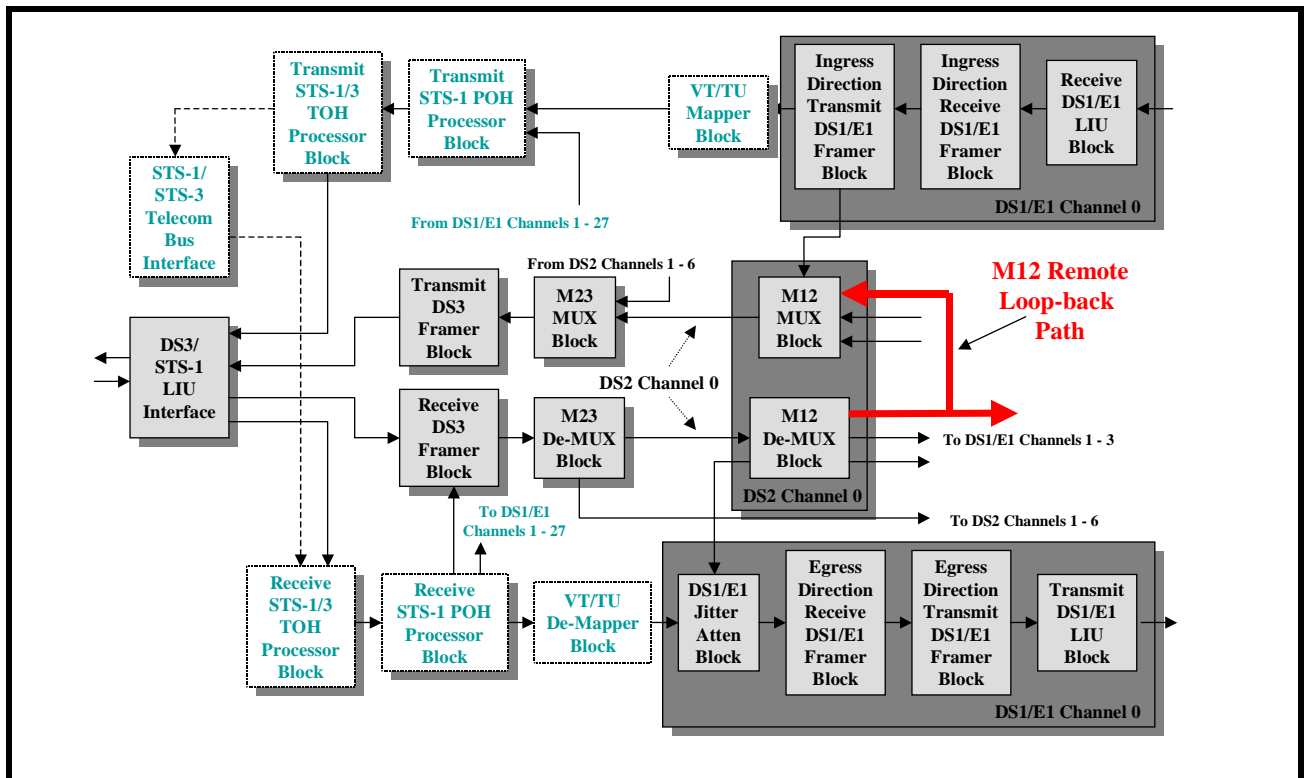 Transmit
STS-1/3
TOH
Processor
Block
Transmit
STS-1 POH
Processor
Block
VT/TU
Mapper
Block
Ingress
Direction
Transmit
DS1/E1
Framer
Block
Ingress
Direction
Receive
DS1/E1
Framer
Block
Receive
DS1/E1
LIU
Block
DS1/E1 Channel 0
STS-1/
STS-3
Telecom
Bus
Interface
From DS1/E1 Channels 1 - 27
From DS2 Channels 1 - 6
Transmit
DS3
Framer
Block
M23
MUX
Block
M12
MUX
Block
M12 Remote
Loop-back
Path
DS3/
STS-1
LIU
Interface
DS2 Channel 0
Receive
DS3
Framer
Block
M23
De-MUX
Block
M12
De-MUX
Block
To DS1/E1 Channels 1 - 3
DS2 Channel 0
To DS1/E1
Channels 1 - 27
To DS2 Channels 1 - 6
Receive
STS-1/3
TOH
Processor
Block
Receive
STS-1 POH
Processor
Block
VT/TU
De-Mapper
Block
DS1/E1
Jitter
Atten
Block
Egress
Direction
Receive
DS1/E1
Framer
Block
Egress
Direction
Transmit
DS1/E1
Framer
Block
Transmit
DS1/E1
LIU
Block
DS1/E1 Channel 0